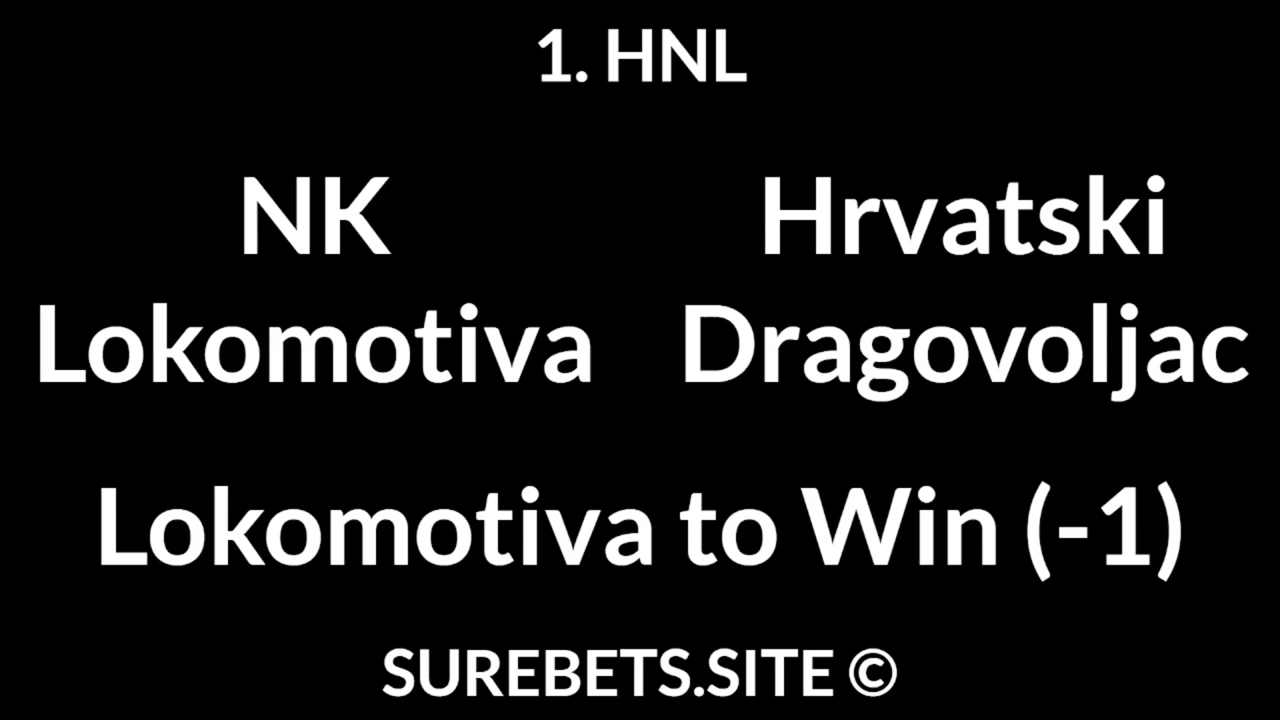 1. HNL
NK Hrvatski
Lokomotiva Dragovoljac
Lokomotiva to Win (-1)
SUREBETS.SITE ©